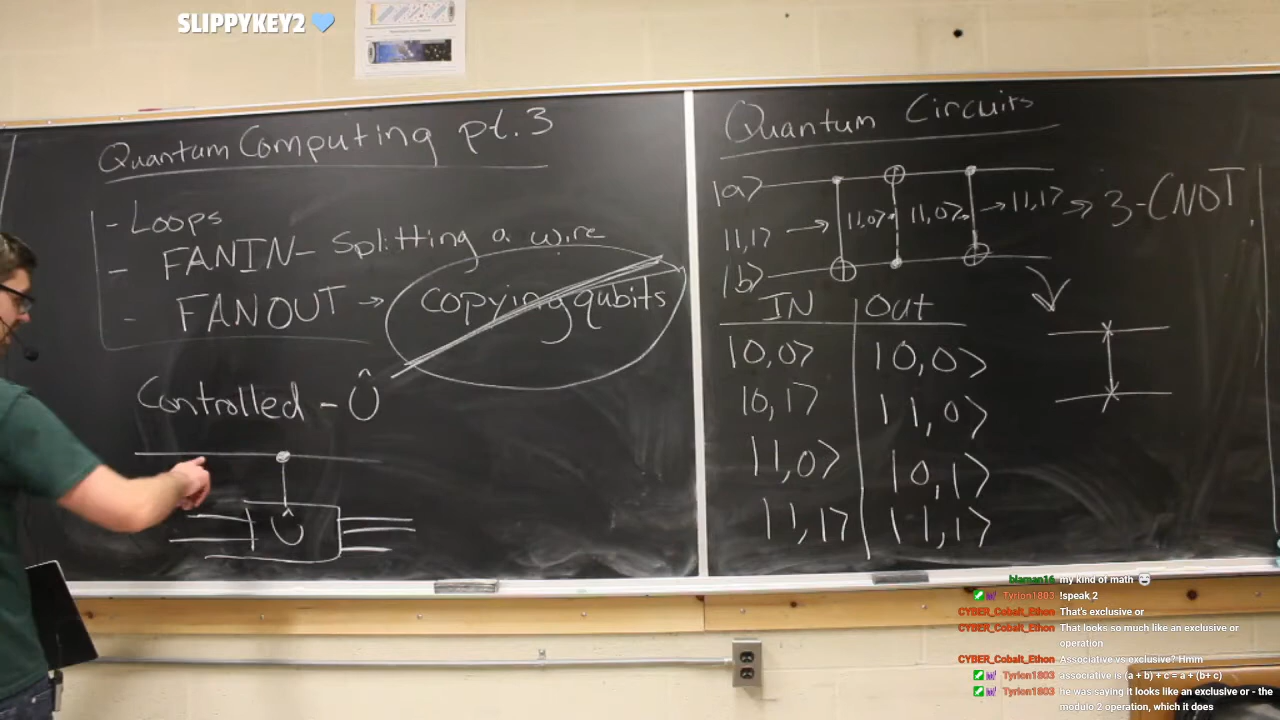 SLIPPYKEY2
Quantum Computing pt.3
- Loops
- FANIN- Splitting a wire
- FANOUT → copying qubits
Controlled - Û
Û
Quantum Circuits
|a>
|1,1> → |1,0> |1,0> → |1,1> ⇒ 3-CNOT
|b>
IN OUT
|0,0> |0,0>
|0,1> |1,0>
|1,0> |0,1>
|1,1> |1,1>
blaman16 my kind of math
Tyrion1803 !speak 2
CYBER_Cobalt_Ethon That's exclusive or
CYBER_Cobalt_Ethon That looks so much like an exclusive or
operation
CYBER_Cobalt_Ethon Associative vs exclusive? Hmm
Tyrion1803 associative is (a + b) + c = a + (b+ c)
Tyrion1803 he was saying it looks like an exclusive or - the
modulo 2 operation, which it does